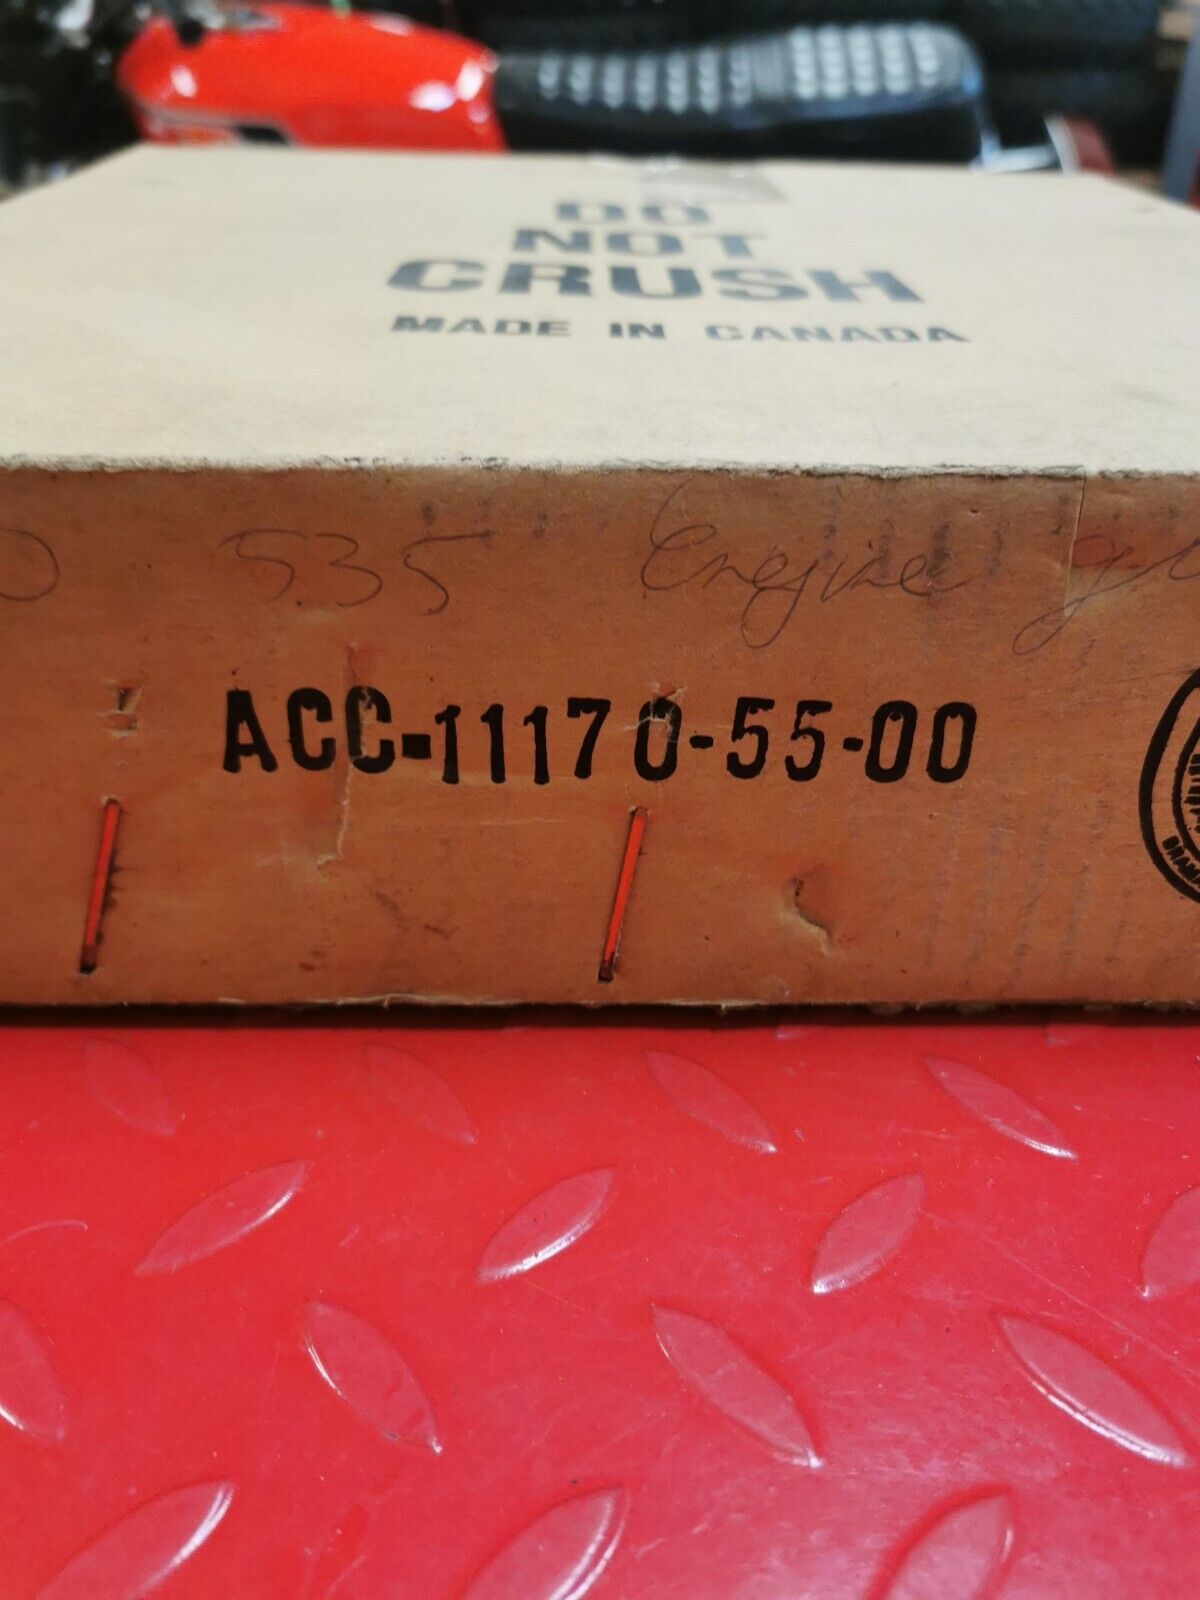 DO
NOT
CRUSH
MADE IN CANADA
535 Engine
ACC-11170-55-00